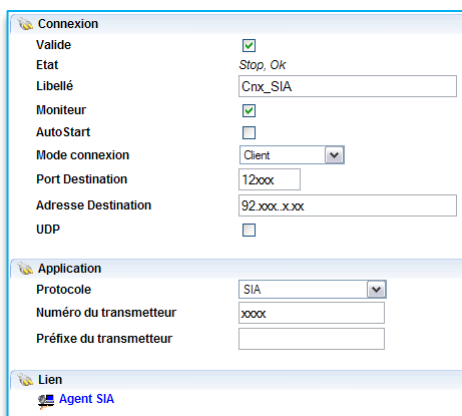 Connexion
Valide
Etat Stop, Ok
Libellé Cnx_SIA
Moniteur
AutoStart
Mode connexion Client
Port Destination 12xxx
Adresse Destination 92.xxx..x.xx
UDP
Application
Protocole SIA
Numéro du transmetteur xxxx
Préfixe du transmetteur
Lien
Agent SIA